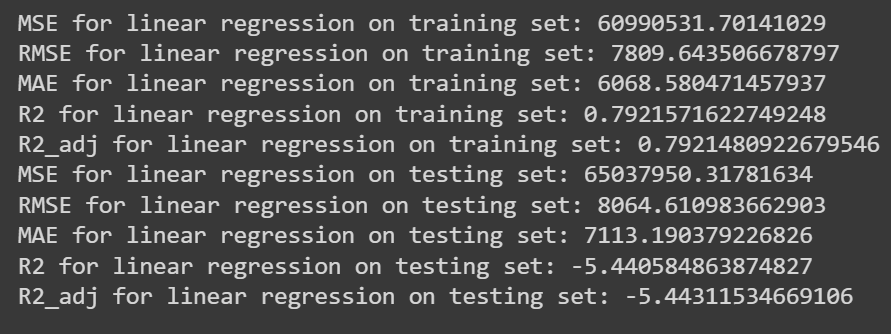 MSE for linear regression on training set: 60990531.70141029
RMSE for linear regression on training set: 7809.643506678797
MAE for linear regression on training set: 6068.580471457937
R2 for linear regression on training set: 0.7921571622749248
R2_adj for linear regression on training set: 0.7921480922679546
MSE for linear regression on testing set: 65037950.31781634
RMSE for linear regression on testing set: 8064.610983662903
MAE for linear regression on testing set: 7113.190379226826
R2 for linear regression on testing set: -5.440584863874827
R2_adj for linear regression on testing set: -5.44311534669106